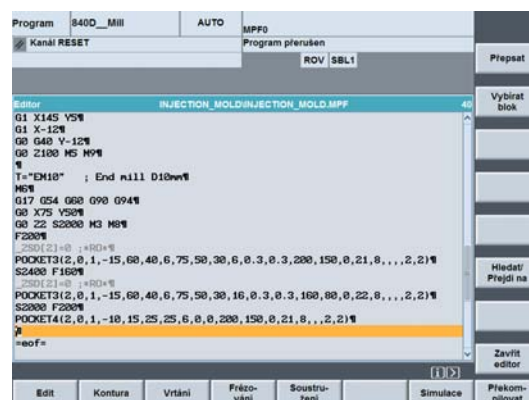 Program 840D__Mill AUTO MPF0
Kanál RESET Program přerušen
ROV SBL1
Přepsat
Editor INJECTION_MOLD\INJECTION_MOLD.MPF 40
Vybírat blok
G1 X145 Y5¶
G1 X-12¶
G0 G40 Y-12¶
G0 Z100 M5 M9¶
¶
T="EM10" ; End mill D10mm¶
M6¶
G17 G54 G60 G90 G94¶
G0 X75 Y50¶
G0 Z2 S2000 M3 M8¶
F200¶
_ZSD[2]=0 ;*RO*¶
POCKET3(2,0,1,-15,60,40,6,75,50,30,6,0.3,0.3,200,150,0,21,8,,,,2,2)¶
S2400 F160¶
_ZSD[2]=0 ;*RO*¶
POCKET3(2,0,1,-15,60,40,6,75,50,30,16,0.3,0.3,160,80,0,22,8,,,,2,2)¶
S2000 F200¶
POCKET4(2,0,1,-10,15,25,25,6,0,0,200,150,0,21,8,,,2,2)¶
¶
=eof=
Hledat/ Přejdi na
Zavřít editor
Edit Kontura Vrtání Frézo- vání Soustru- žení Simulace Překom- pilovat